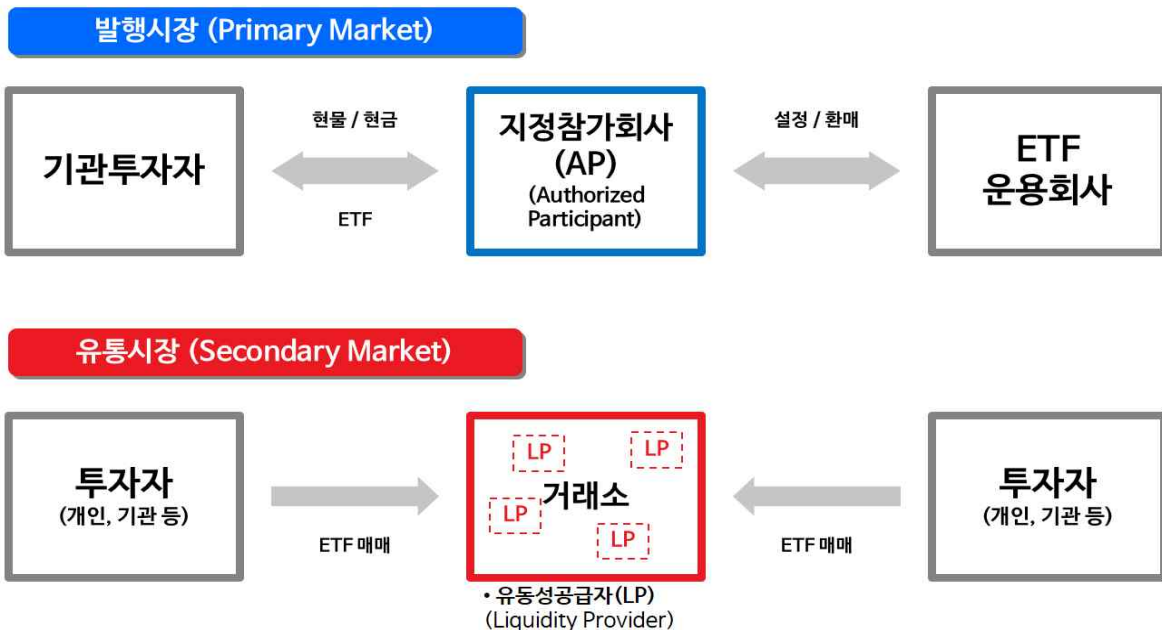 발행시장 (Primary Market)
기관투자자
현물 / 현금
ETF
지정참가회사
(AP)
(Authorized
Participant)
설정 / 환매
ETF
운용회사
유통시장 (Secondary Market)
투자자
(개인, 기관 등)
ETF 매매
LP
LP
거래소
LP
LP
• 유동성공급자(LP)
(Liquidity Provider)
ETF 매매
투자자
(개인, 기관 등)